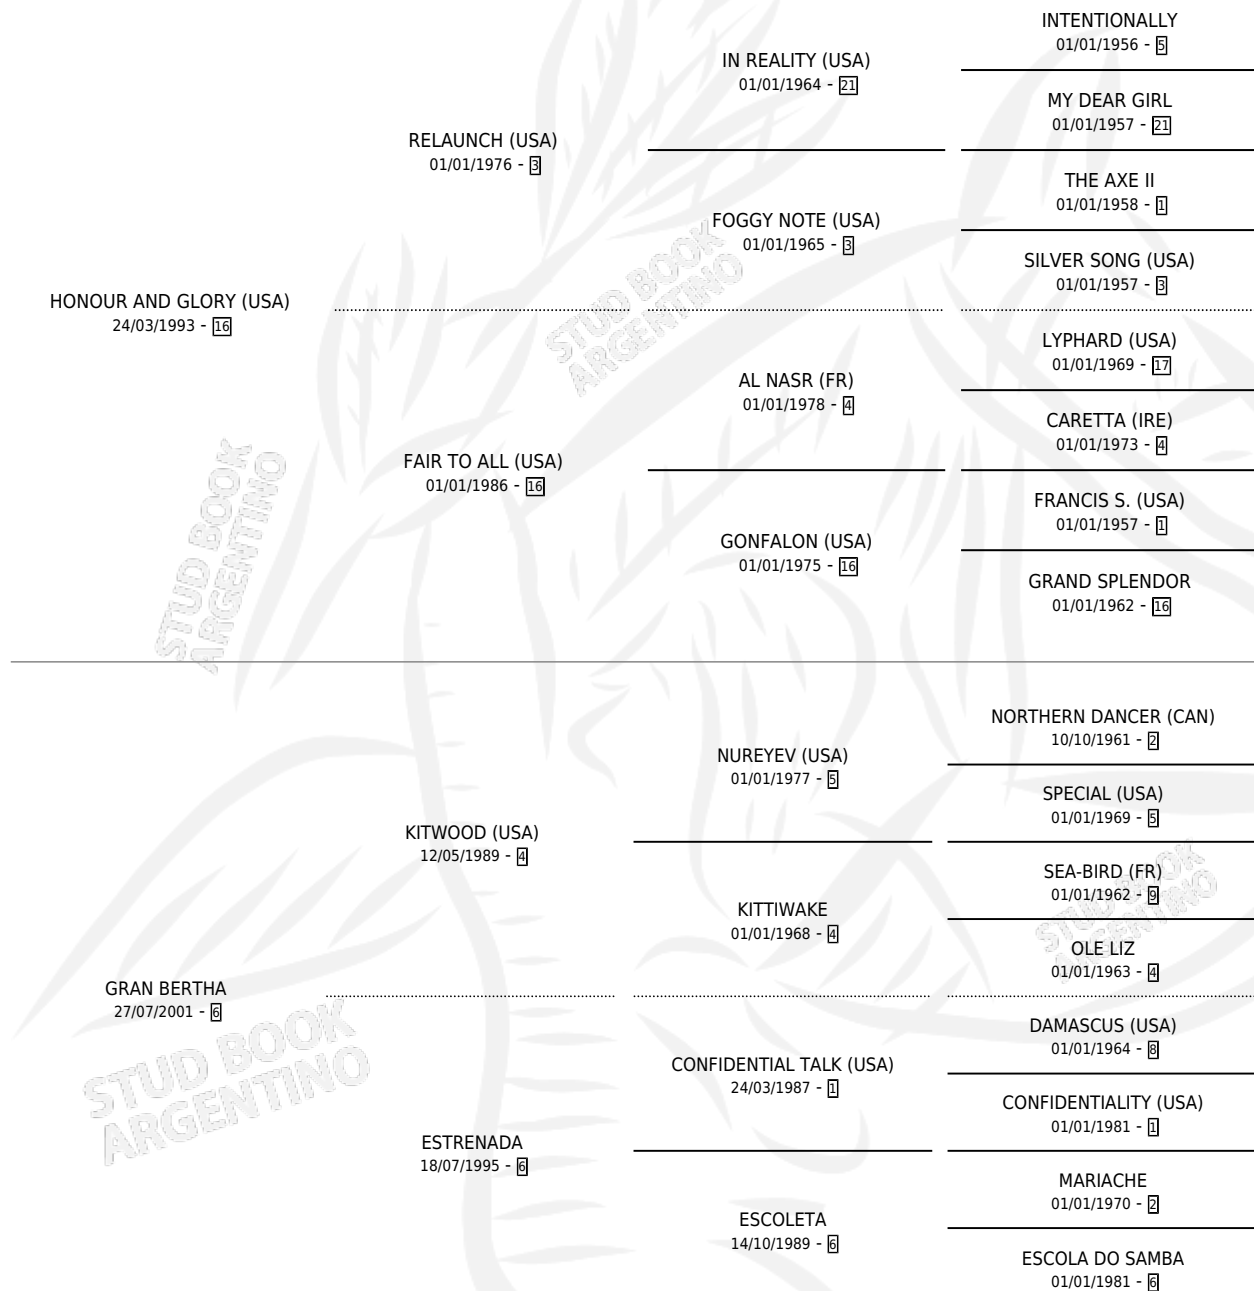 INTENTIONALLY
01/01/1956 - 5
IN REALITY (USA)
01/01/1964 - 21
MY DEAR GIRL
01/01/1957 - 21
RELAUNCH (USA)
01/01/1976 - 3
THE AXE II
01/01/1958 - 1
FOGGY NOTE (USA)
01/01/1965 - 3
SILVER SONG (USA)
01/01/1957 - 3
HONOUR AND GLORY (USA)
24/03/1993 - 16
LYPHARD (USA)
01/01/1969 - 17
AL NASR (FR)
01/01/1978 - 4
CARETTA (IRE)
01/01/1973 - 4
FAIR TO ALL (USA)
01/01/1986 - 16
FRANCIS S. (USA)
01/01/1957 - 1
GONFALON (USA)
01/01/1975 - 16
GRAND SPLENDOR
01/01/1962 - 16
NORTHERN DANCER (CAN)
10/10/1961 - 2
NUREYEV (USA)
01/01/1977 - 5
SPECIAL (USA)
01/01/1969 - 5
KITWOOD (USA)
12/05/1989 - 4
SEA-BIRD (FR)
01/01/1962 - 9
KITTIWAKE
01/01/1968 - 4
OLE LIZ
01/01/1963 - 4
GRAN BERTHA
27/07/2001 - 6
DAMASCUS (USA)
01/01/1964 - 8
CONFIDENTIAL TALK (USA)
24/03/1987 - 1
CONFIDENTIALITY (USA)
01/01/1981 - 1
ESTRENADA
18/07/1995 - 6
MARIACHE
01/01/1970 - 2
ESCOLETA
14/10/1989 - 6
ESCOLA DO SAMBA
01/01/1981 - 6
STUD BOOK
ARGENTINO
STUD BOOK
ARGENTINO
STUD BOOK
ARGENTINO
STUD BOOK
ARGENTINO